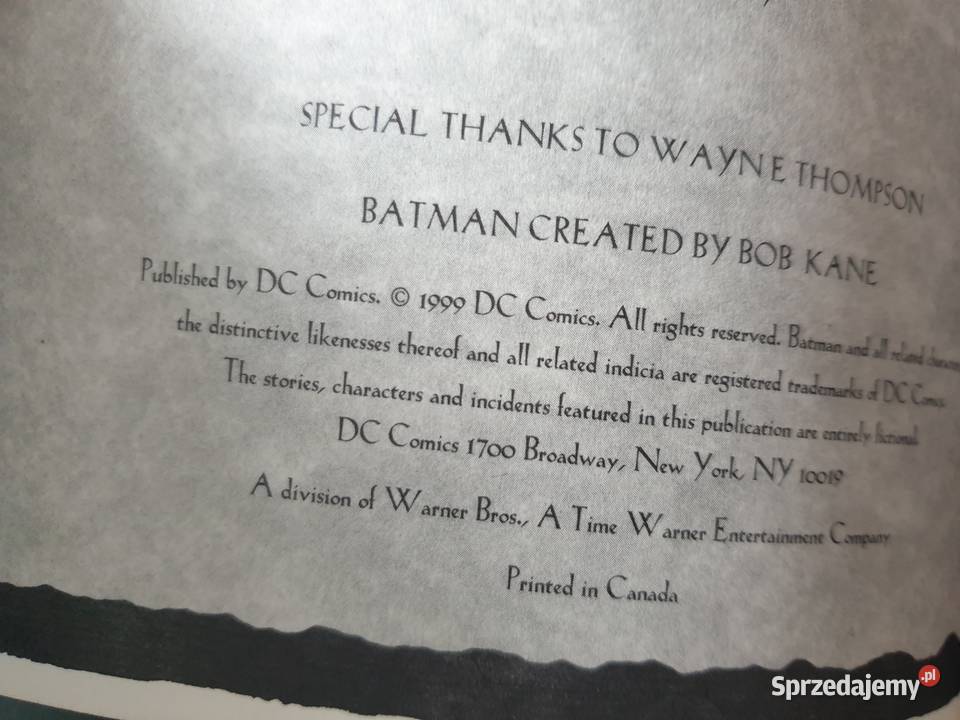 SPECIAL THANKS TO WAYNE THOMPSON
BATMAN CREATED BY BOB KANE
Published by DC Comics. © 1999 DC Comics. All rights reserved. Batman and all related characters
the distinctive likenesses thereof and all related indicia are registered trademarks of DC Comics.
The stories, characters and incidents featured in this publication are entirely fictional.
DC Comics 1700 Broadway, New York, NY 10019
A division of Warner Bros., A Time Warner Entertainment Company
Printed in Canada
Sprzedajemy.pl